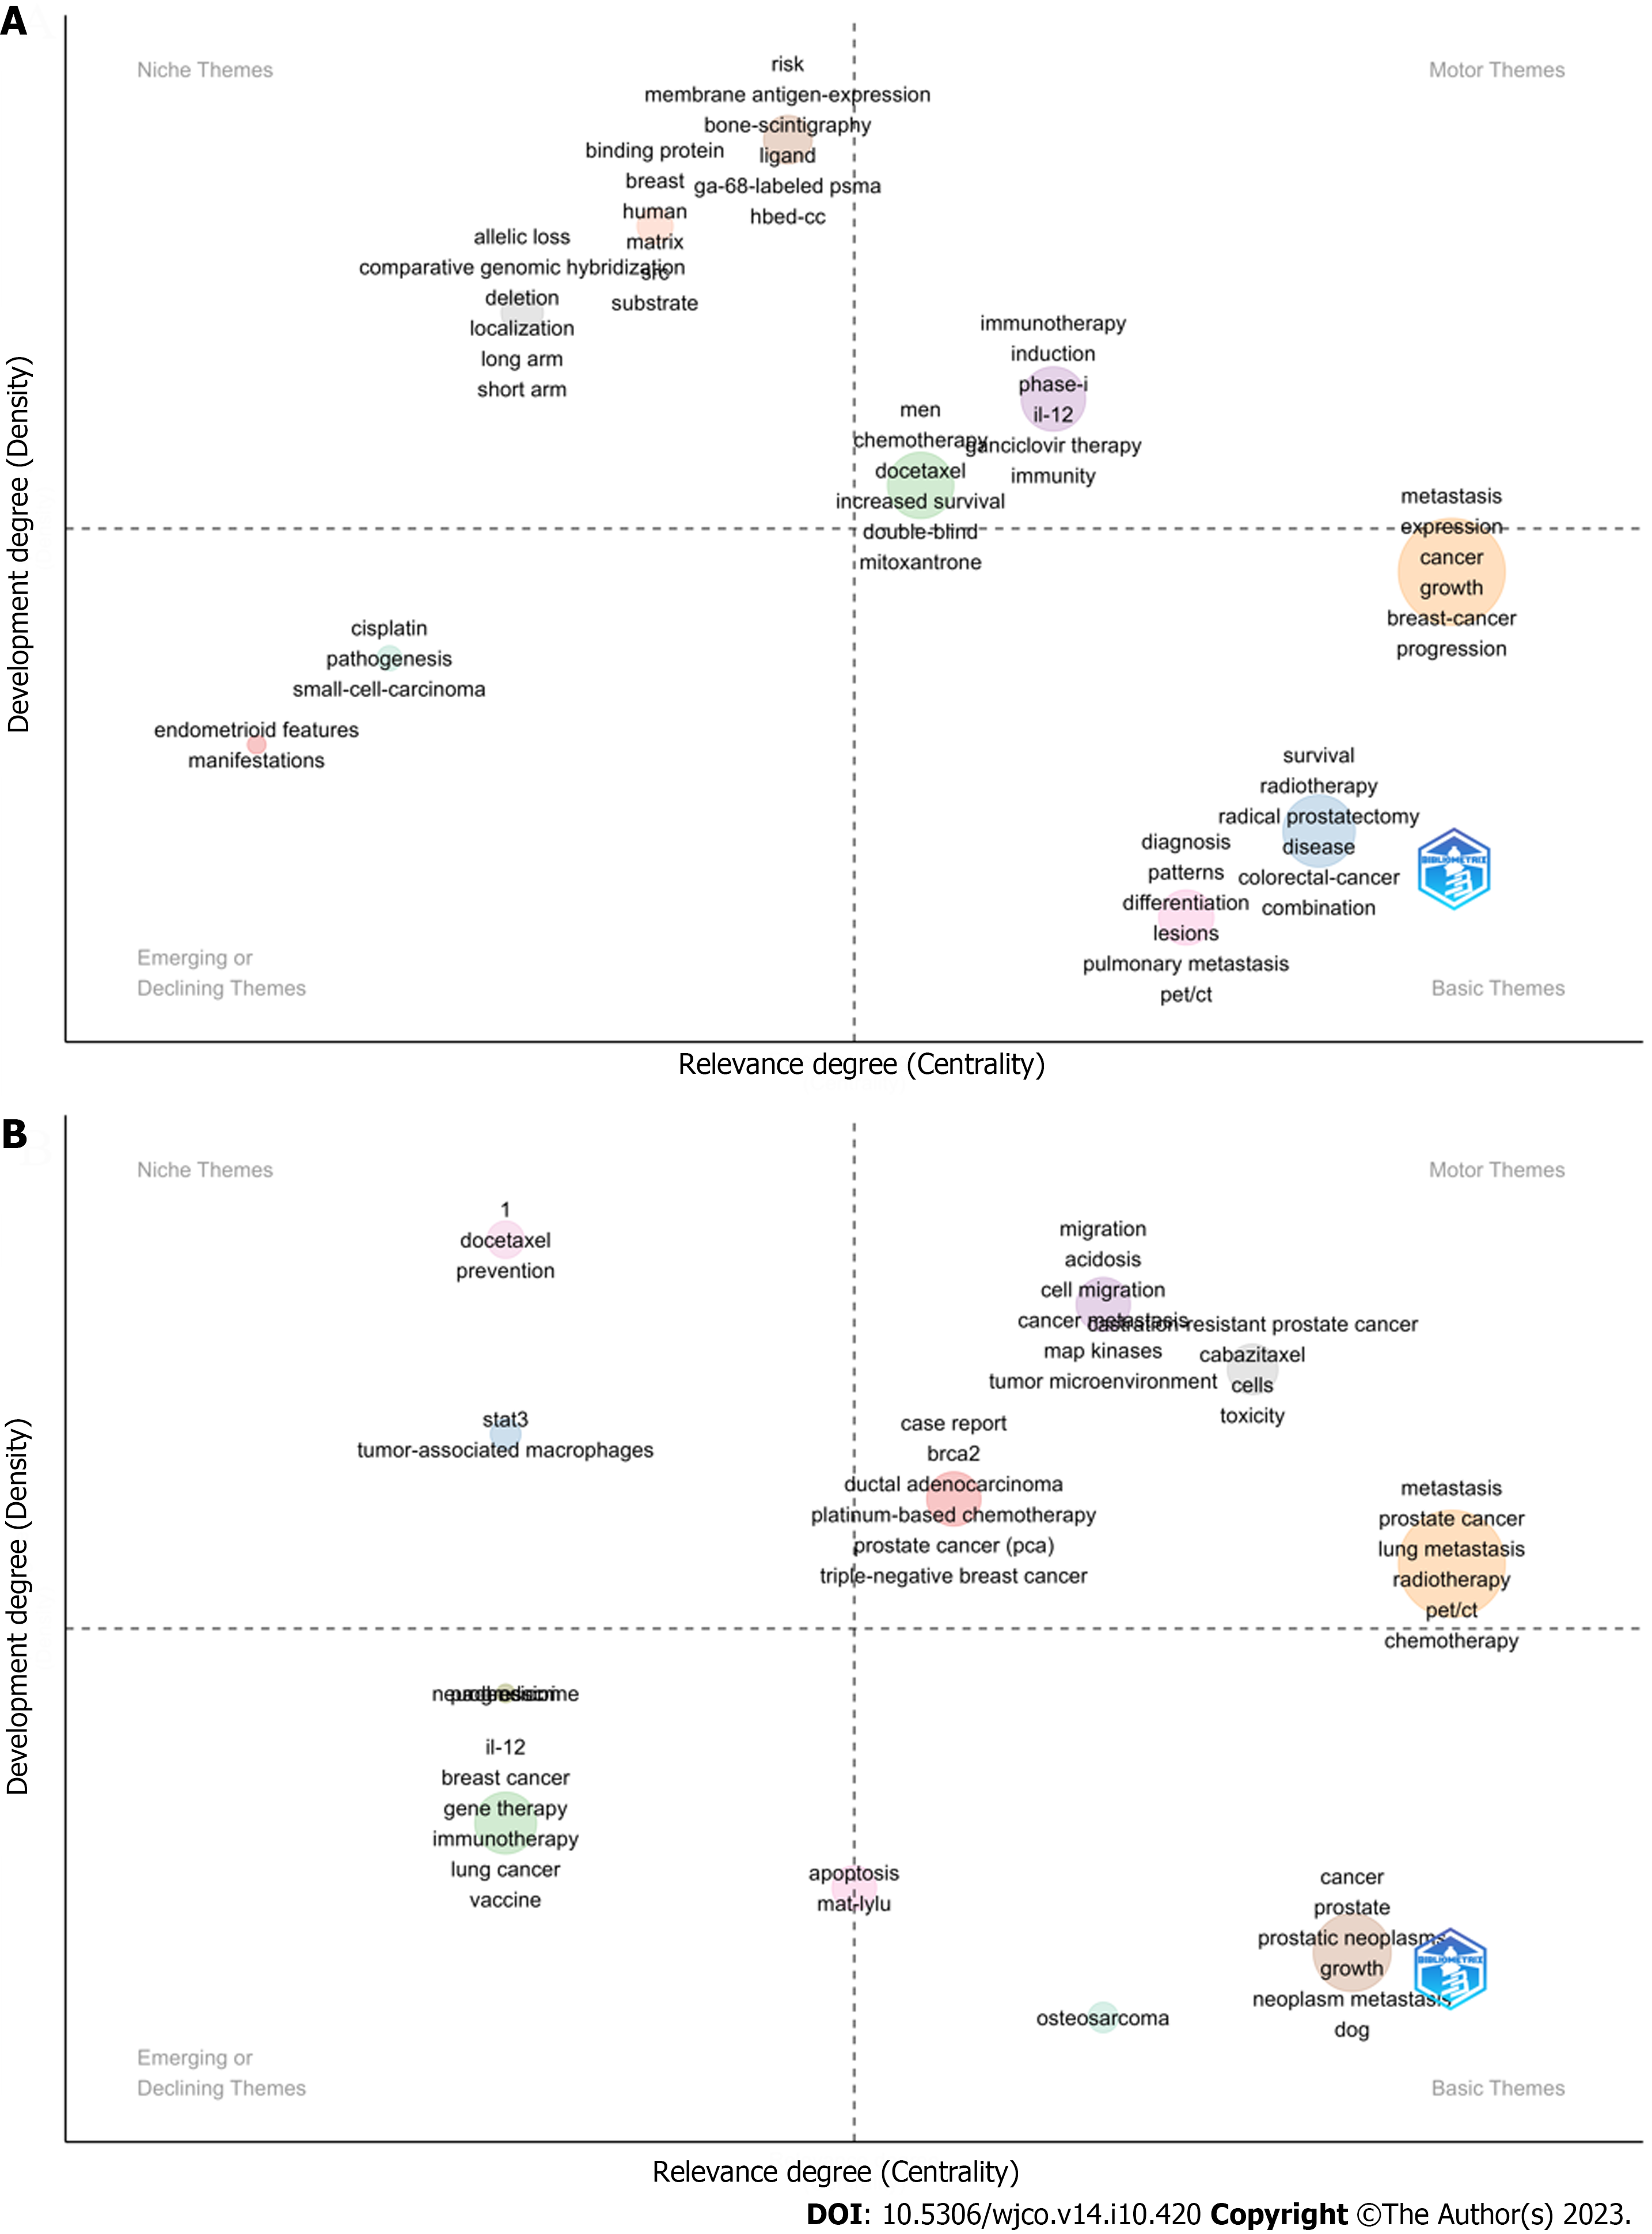 A
Niche Themes
Motor Themes
risk
membrane antigen-expression
bone-scintigraphy
ligand
ga-68-labeled psma
hbed-cc
binding protein
breast
human
matrix
src
substrate
allelic loss
comparative genomic hybridization
deletion
localization
long arm
short arm
immunotherapy
induction
phase-i
il-12
ganciclovir therapy
immunity
men
chemotherapy
docetaxel
increased survival
double-blind
mitoxantrone
metastasis
expression
cancer
growth
breast-cancer
progression
cisplatin
pathogenesis
small-cell-carcinoma
endometrioid features
manifestations
survival
radiotherapy
radical prostatectomy
disease
colorectal-cancer
combination
diagnosis
patterns
differentiation
lesions
pulmonary metastasis
pet/ct
BIBLIOMETRIX
Emerging or
Declining Themes
Basic Themes
Development degree (Density)
Relevance degree (Centrality)
B
Niche Themes
Motor Themes
1
docetaxel
prevention
migration
acidosis
cell migration
cancer metastasis
map kinases
tumor microenvironment
castration-resistant prostate cancer
cabazitaxel
cells
toxicity
stat3
tumor-associated macrophages
case report
brca2
ductal adenocarcinoma
platinum-based chemotherapy
prostate cancer (pca)
triple-negative breast cancer
metastasis
prostate cancer
lung metastasis
radiotherapy
pet/ct
chemotherapy
il-12
breast cancer
gene therapy
immunotherapy
lung cancer
vaccine
apoptosis
mat-lylu
cancer
prostate
prostatic neoplasms
growth
neoplasm metastasis
dog
BIBLIOMETRIX
osteosarcoma
Emerging or
Declining Themes
Basic Themes
Development degree (Density)
Relevance degree (Centrality)
DOI: 10.5306/wjco.v14.i10.420 Copyright ©The Author(s) 2023.